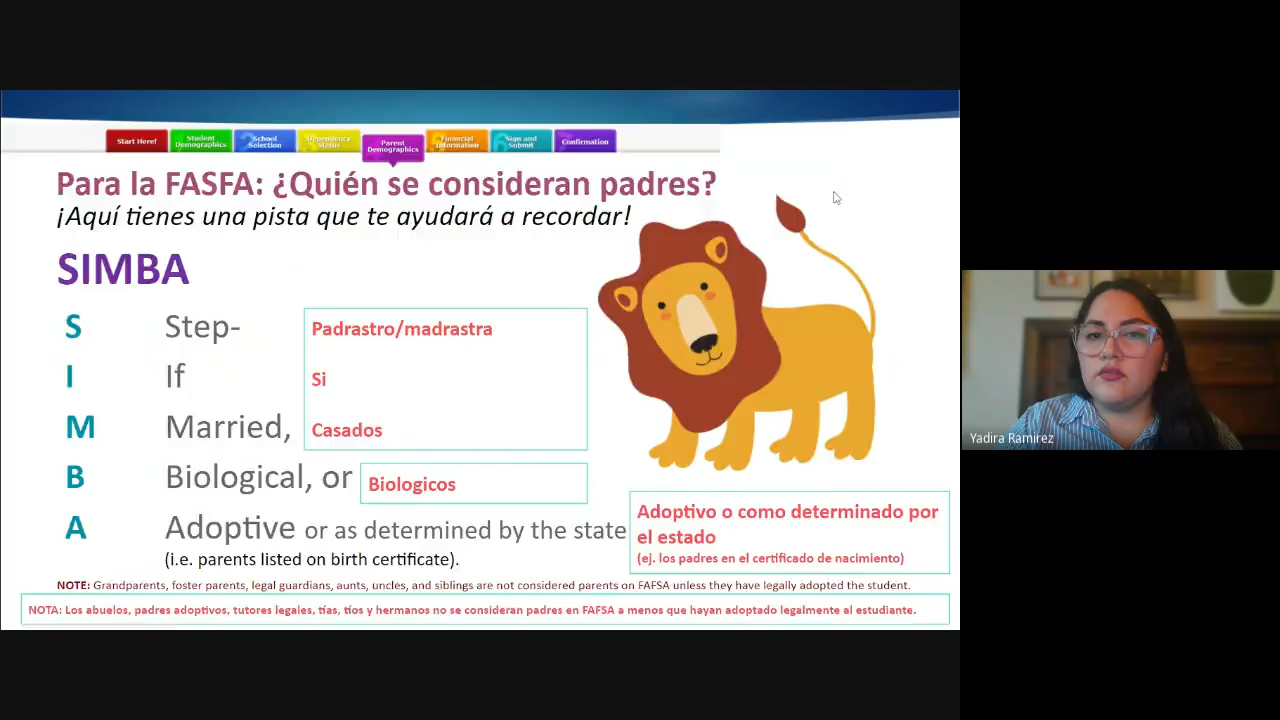 Start Here!
Student
Demographics
School
Selection
Dependency
Status
Parent
Demographics
Financial
Information
Sign and
Submit
Confirmation
Para la FASFA: ¿Quién se consideran padres?
¡Aquí tienes una pista que te ayudará a recordar!
SIMBA
S Step- Padrastro/madrastra
I If Si
M Married, Casados
B Biological, or Biologicos
A Adoptive or as determined by the state
(i.e. parents listed on birth certificate).
Adoptivo o como determinado por
el estado
(ej. los padres en el certificado de nacimiento)
NOTE: Grandparents, foster parents, legal guardians, aunts, uncles, and siblings are not considered parents on FAFSA unless they have legally adopted the student.
NOTA: Los abuelos, padres adoptivos, tutores legales, tías, tíos y hermanos no se consideran padres en FAFSA a menos que hayan adoptado legalmente al estudiante.
Yadira Ramirez